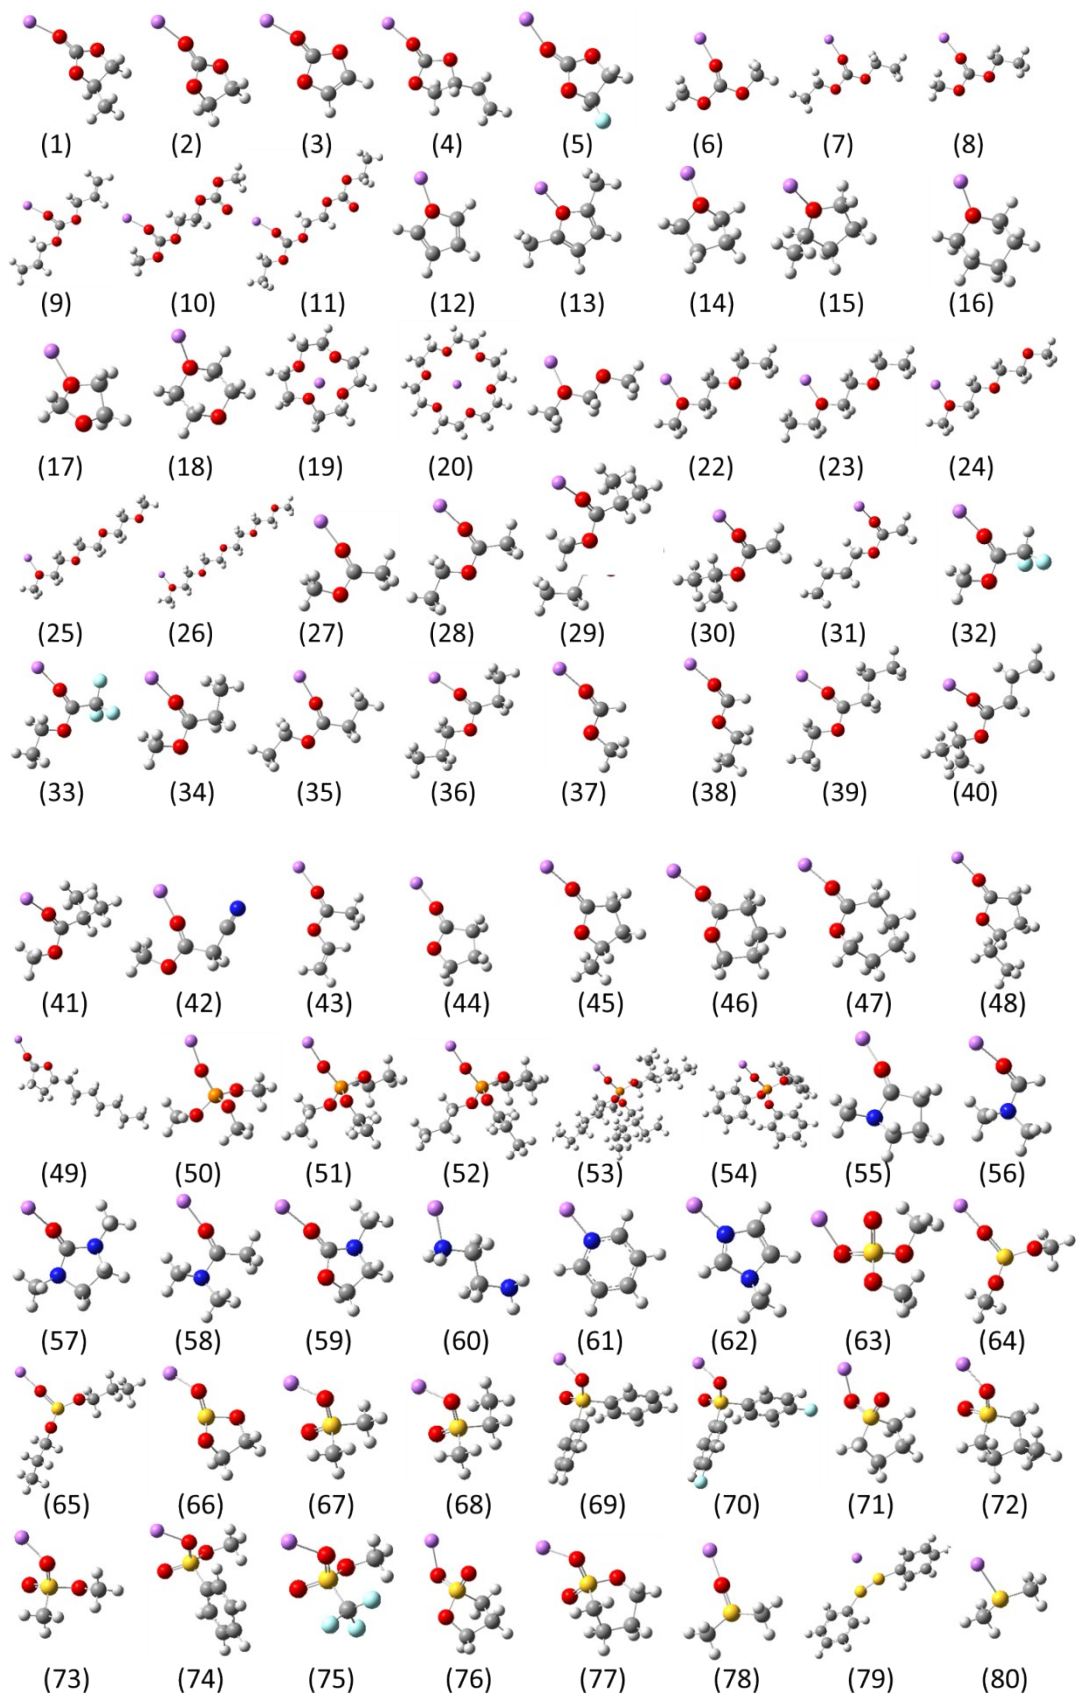 (1) (2) (3) (4) (5) (6) (7) (8)
(9) (10) (11) (12) (13) (14) (15) (16)
(17) (18) (19) (20) (22) (23) (24)
(25) (26) (27) (28) (29) (30) (31) (32)
(33) (34) (35) (36) (37) (38) (39) (40)
(41) (42) (43) (44) (45) (46) (47) (48)
(49) (50) (51) (52) (53) (54) (55) (56)
(57) (58) (59) (60) (61) (62) (63) (64)
(65) (66) (67) (68) (69) (70) (71) (72)
(73) (74) (75) (76) (77) (78) (79) (80)